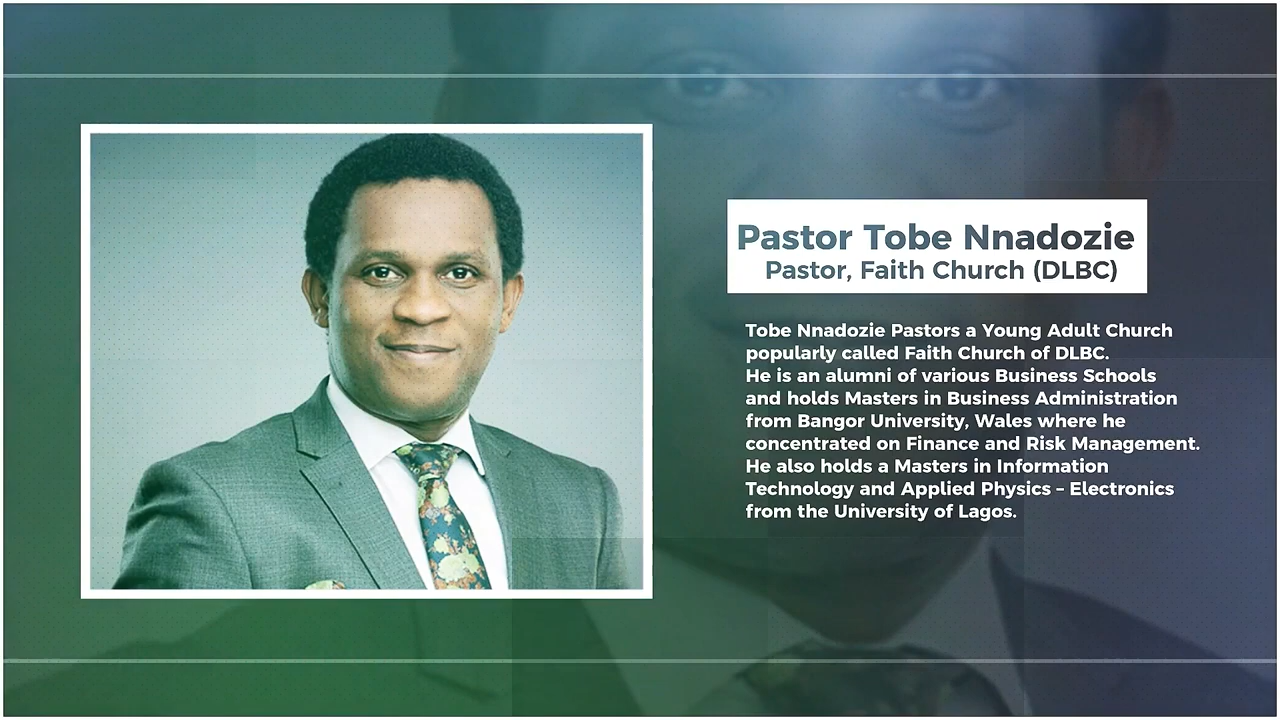 Pastor Tobe Nnadozie
Pastor, Faith Church (DLBC)
Tobe Nnadozie Pastors a Young Adult Church
popularly called Faith Church of DLBC.
He is an alumni of various Business Schools
and holds Masters in Business Administration
from Bangor University, Wales where he
concentrated on Finance and Risk Management.
He also holds a Masters in Information
Technology and Applied Physics – Electronics
from the University of Lagos.